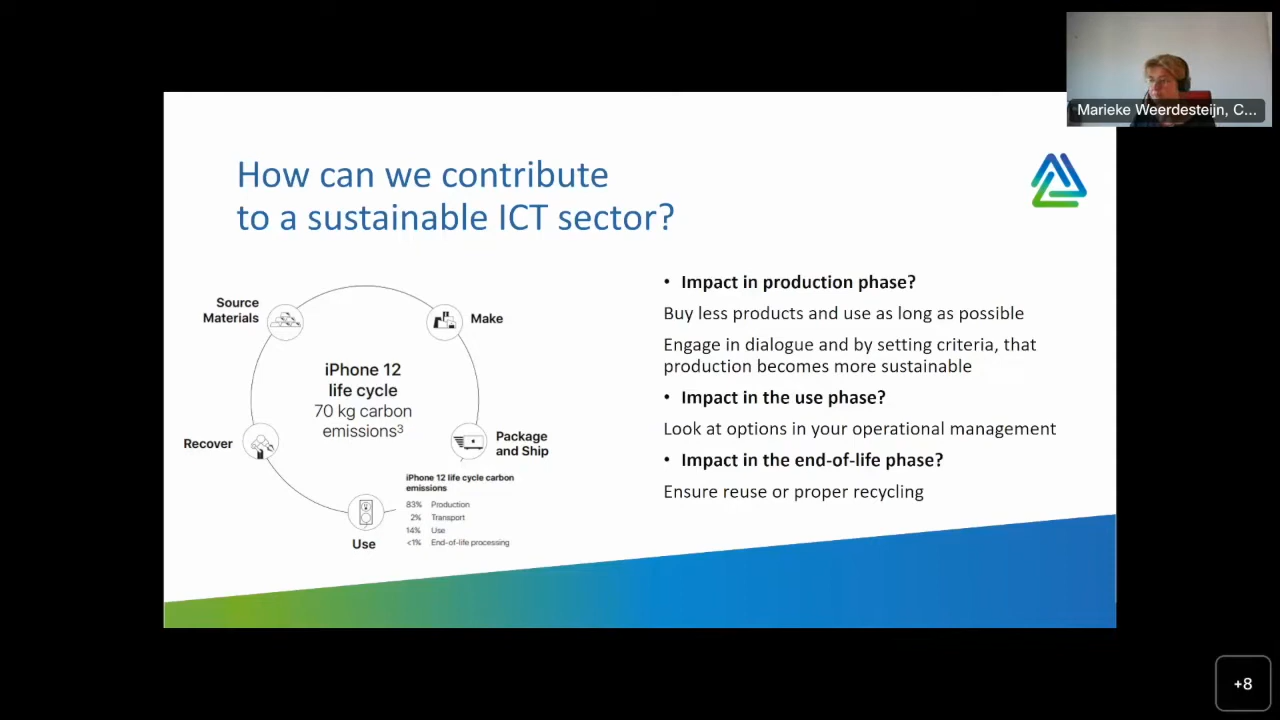 Marieke Weerdesteijn, C...
How can we contribute
to a sustainable ICT sector?
Source
Materials
Make
iPhone 12
life cycle
70 kg carbon
emissions³
Recover
Package
and Ship
iPhone 12 life cycle carbon
emissions
83% Production
2% Transport
14% Use
<1% End-of-life processing
Use
• Impact in production phase?
Buy less products and use as long as possible
Engage in dialogue and by setting criteria, that
production becomes more sustainable
• Impact in the use phase?
Look at options in your operational management
• Impact in the end-of-life phase?
Ensure reuse or proper recycling
+8